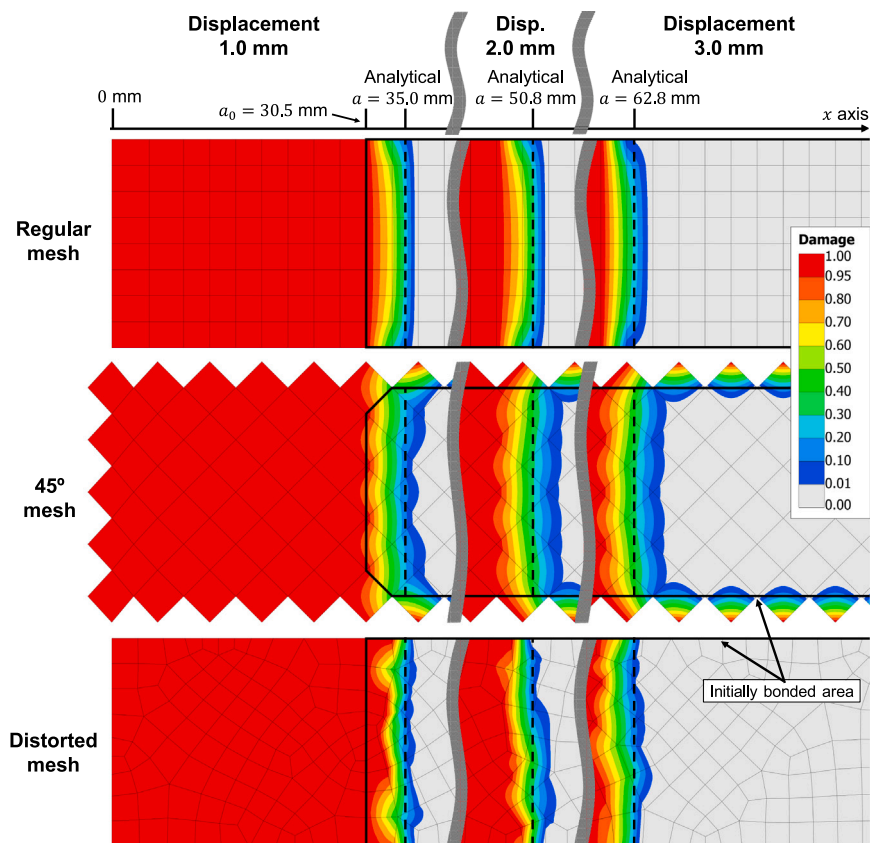 Displacement
1.0 mm
Disp.
2.0 mm
Displacement
3.0 mm
Analytical
Analytical
Analytical
0 mm
a = 35.0 mm
a = 50.8 mm
a = 62.8 mm
a₀ = 30.5 mm
x axis
Regular
mesh
Damage
1.00
0.95
0.80
0.70
0.60
0.50
0.40
0.30
0.20
0.10
0.01
0.00
45º
mesh
Initially bonded area
Distorted
mesh